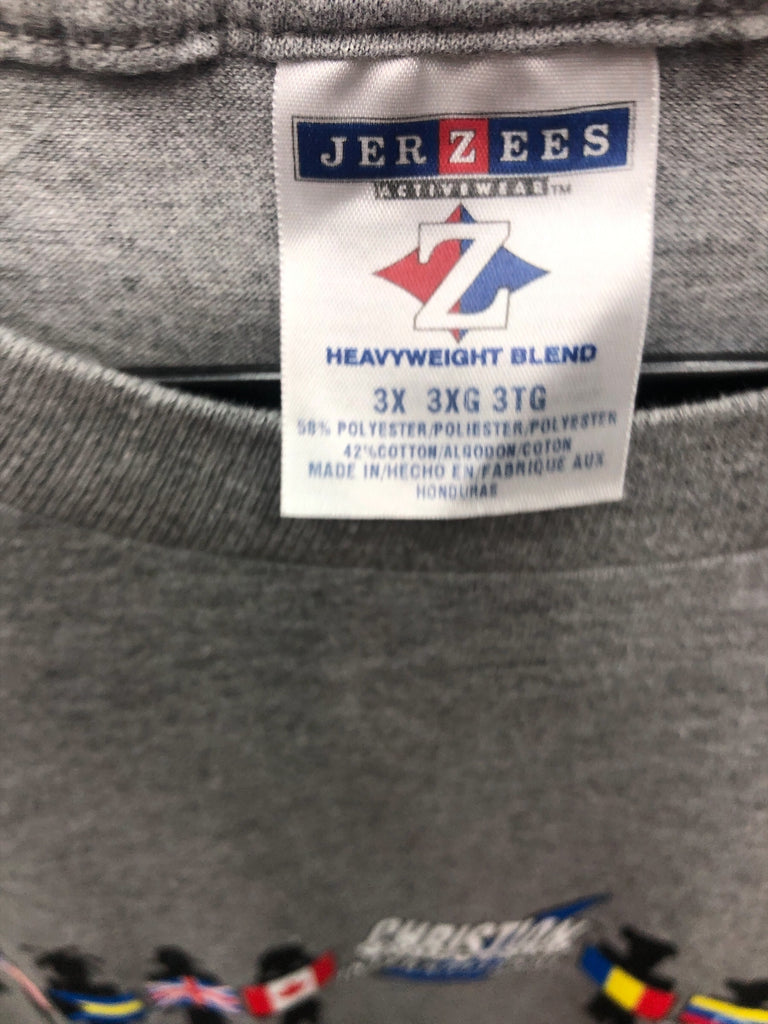 JERZEES
ACTIVEWEAR™
Z
HEAVYWEIGHT BLEND
3X 3XG 3TG
58% POLYESTER/POLIESTER/POLYESTER
42%COTTON/ALGODON/COTON
MADE IN/HECHO EN/FABRIQUE AUX
HONDURAS
CHRISTIAN